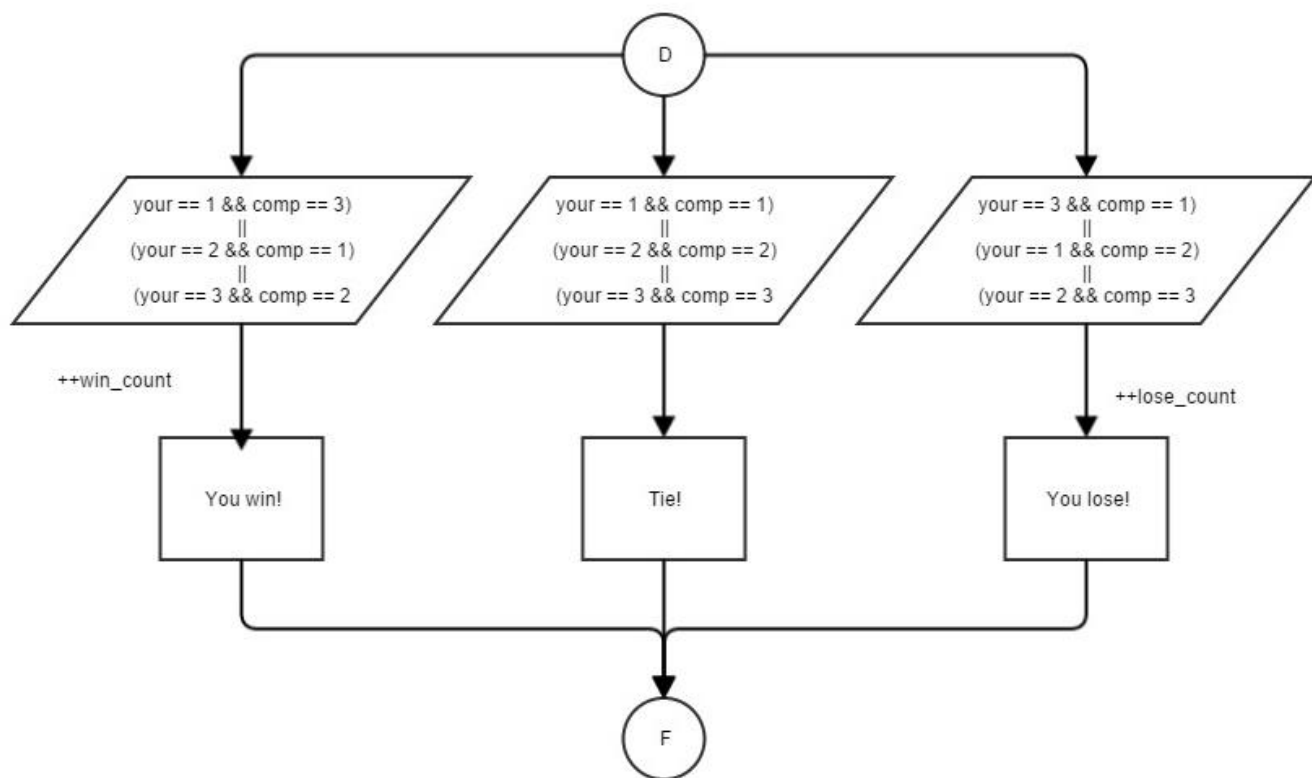 D
your == 1 && comp == 3)
||
(your == 2 && comp == 1)
||
(your == 3 && comp == 2
your == 1 && comp == 1)
||
(your == 2 && comp == 2)
||
(your == 3 && comp == 3
your == 3 && comp == 1)
||
(your == 1 && comp == 2)
||
(your == 2 && comp == 3
++win_count
++lose_count
You win!
Tie!
You lose!
F